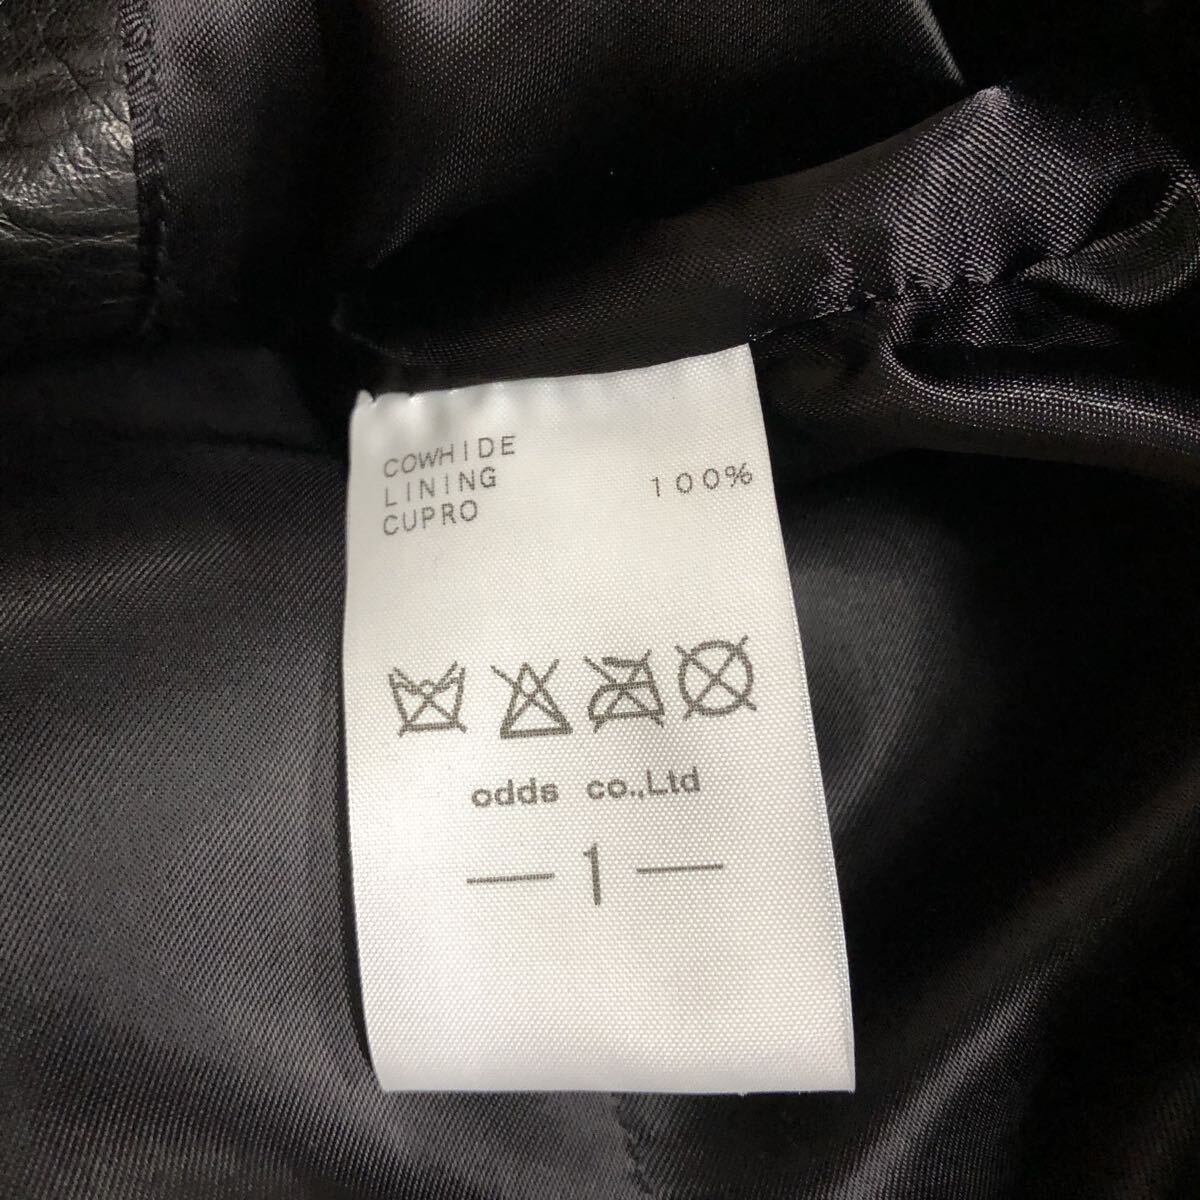 COWHIDE
LINING 100%
CUPRO
odds co.,Ltd
— 1 —